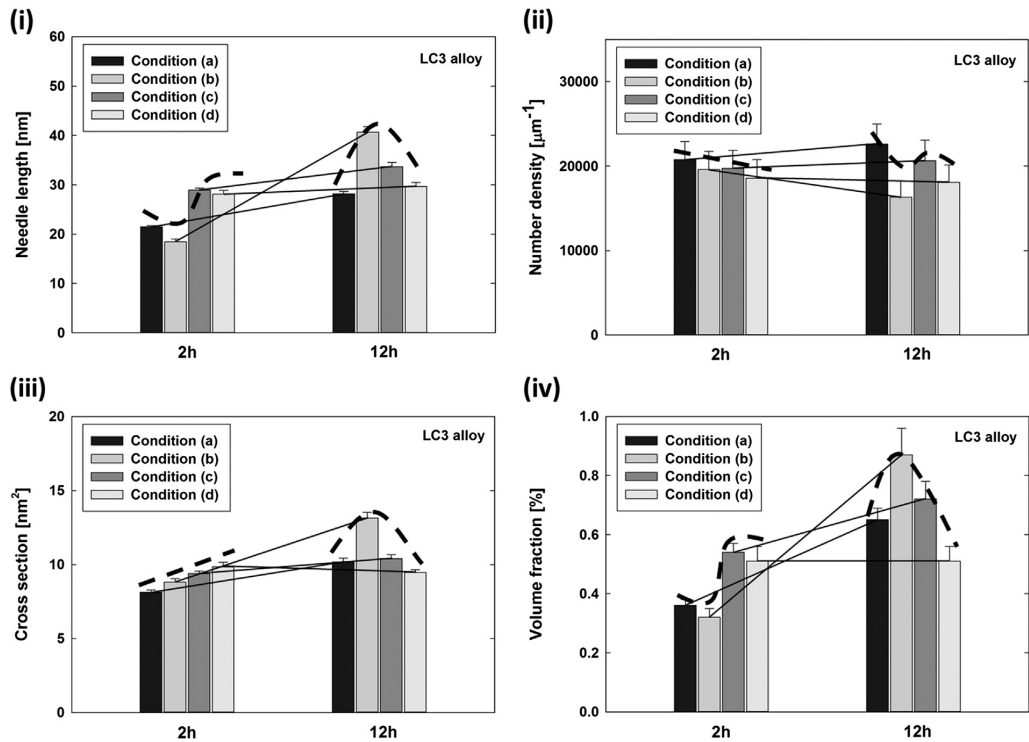 (i)
60
50
40
30
20
10
0
Needle length [nm]
Condition (a)
Condition (b)
Condition (c)
Condition (d)
LC3 alloy
2h
12h
(ii)
30000
20000
10000
0
Number density [μm⁻¹]
Condition (a)
Condition (b)
Condition (c)
Condition (d)
LC3 alloy
2h
12h
(iii)
20
15
10
5
0
Cross section [nm²]
Condition (a)
Condition (b)
Condition (c)
Condition (d)
LC3 alloy
2h
12h
(iv)
1.0
0.8
0.6
0.4
0.2
0.0
Volume fraction [%]
Condition (a)
Condition (b)
Condition (c)
Condition (d)
LC3 alloy
2h
12h